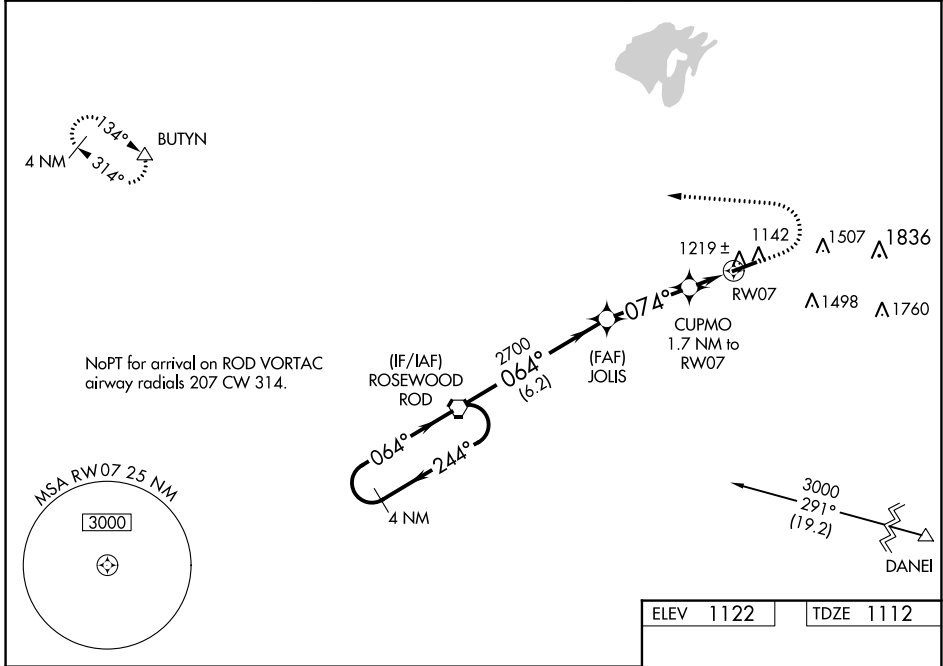 134°
BUTYN
4 NM
314°
1142
1507
1836
1219 ±
RW07
1498
1760
074°
CUPMO
1.7 NM to
RW07
2700
064°
(6.2)
(FAF)
JOLIS
NoPT for arrival on ROD VORTAC
airway radials 207 CW 314.
(IF/IAF)
ROSEWOOD
ROD
064°
244°
4 NM
MSA RW07 25 NM
3000
3000
291°
(19.2)
DANEI
ELEV 1122
TDZE 1112